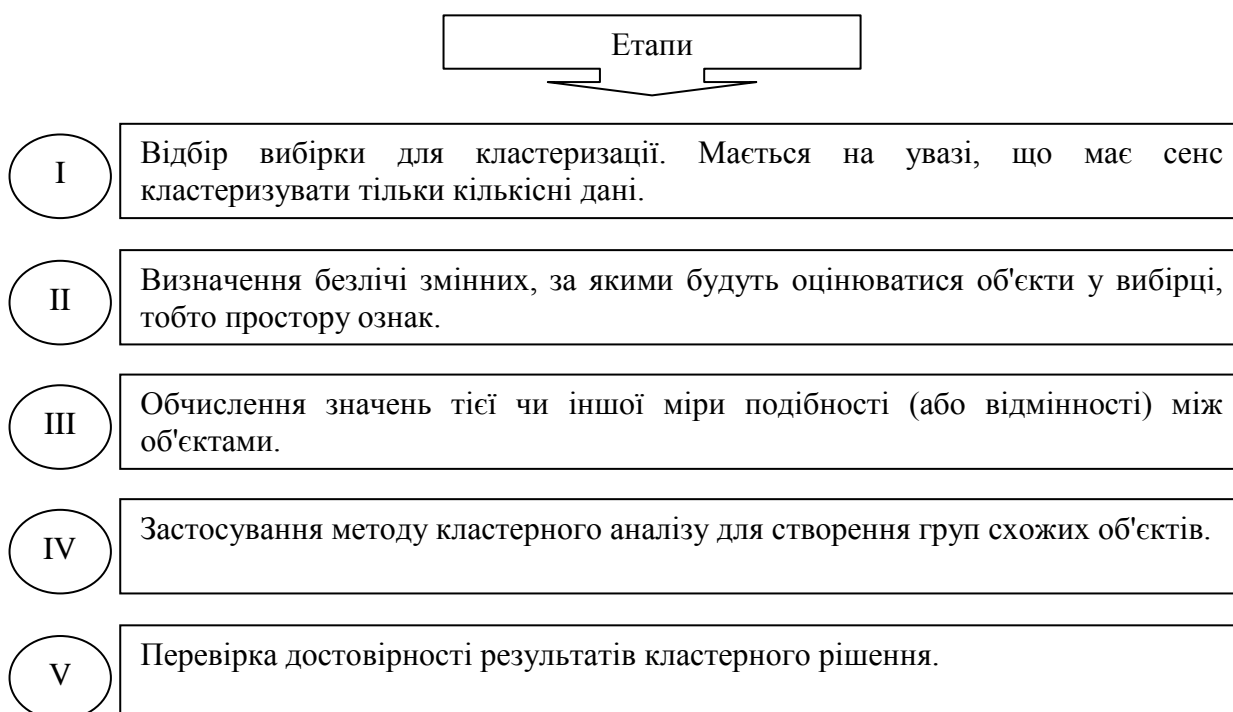 Етапи
I
Відбір вибірки для кластеризації. Мається на увазі, що має сенс
кластеризувати тільки кількісні дані.
II
Визначення безлічі змінних, за якими будуть оцінюватися об'єкти у вибірці,
тобто простору ознак.
III
Обчислення значень тієї чи іншої міри подібності (або відмінності) між
об'єктами.
IV
Застосування методу кластерного аналізу для створення груп схожих об'єктів.
V
Перевірка достовірності результатів кластерного рішення.